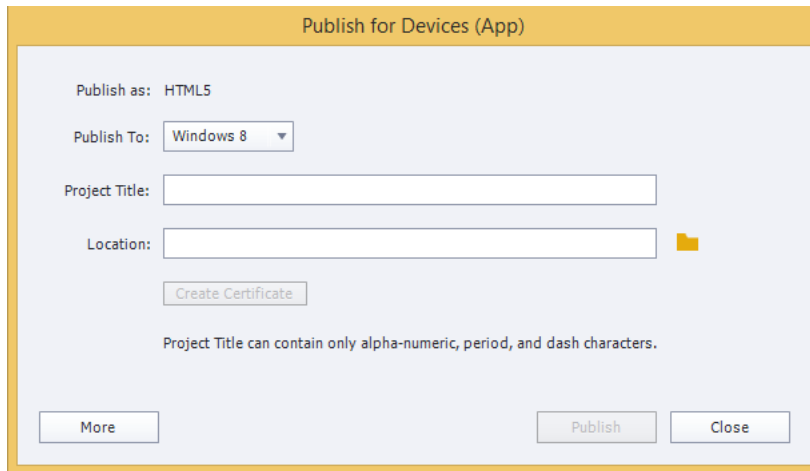 Publish for Devices (App)
Publish as: HTML5
Publish To: Windows 8
Project Title:
Location:
Create Certificate
Project Title can contain only alpha-numeric, period, and dash characters.
More Publish Close